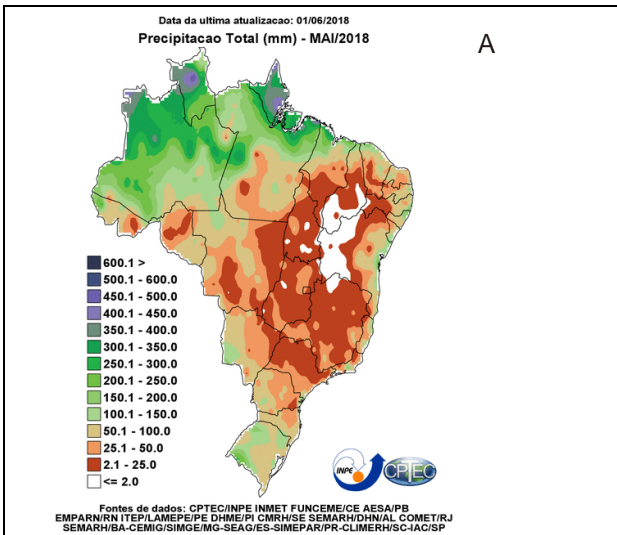 Data da ultima atualizacao: 01/06/2018
Precipitacao Total (mm) - MAI/2018
A
600.1 >
500.1 - 600.0
450.1 - 500.0
400.1 - 450.0
350.1 - 400.0
300.1 - 350.0
250.1 - 300.0
200.1 - 250.0
150.1 - 200.0
100.1 - 150.0
50.1 - 100.0
25.1 - 50.0
2.1 - 25.0
<= 2.0
INPE
CPTEC
Fontes de dados: CPTEC/INPE INMET FUNCEME/CE AESA/PB
EMPARN/RN ITEP/LAMEPE/PE DHME/PI CMRH/SE SEMARH/DHN/AL COMET/RJ
SEMARH/BA-CEMIG/SIMGE/MG-SEAG/ES-SIMEPAR/PR-CLIMERH/SC-IAC/SP